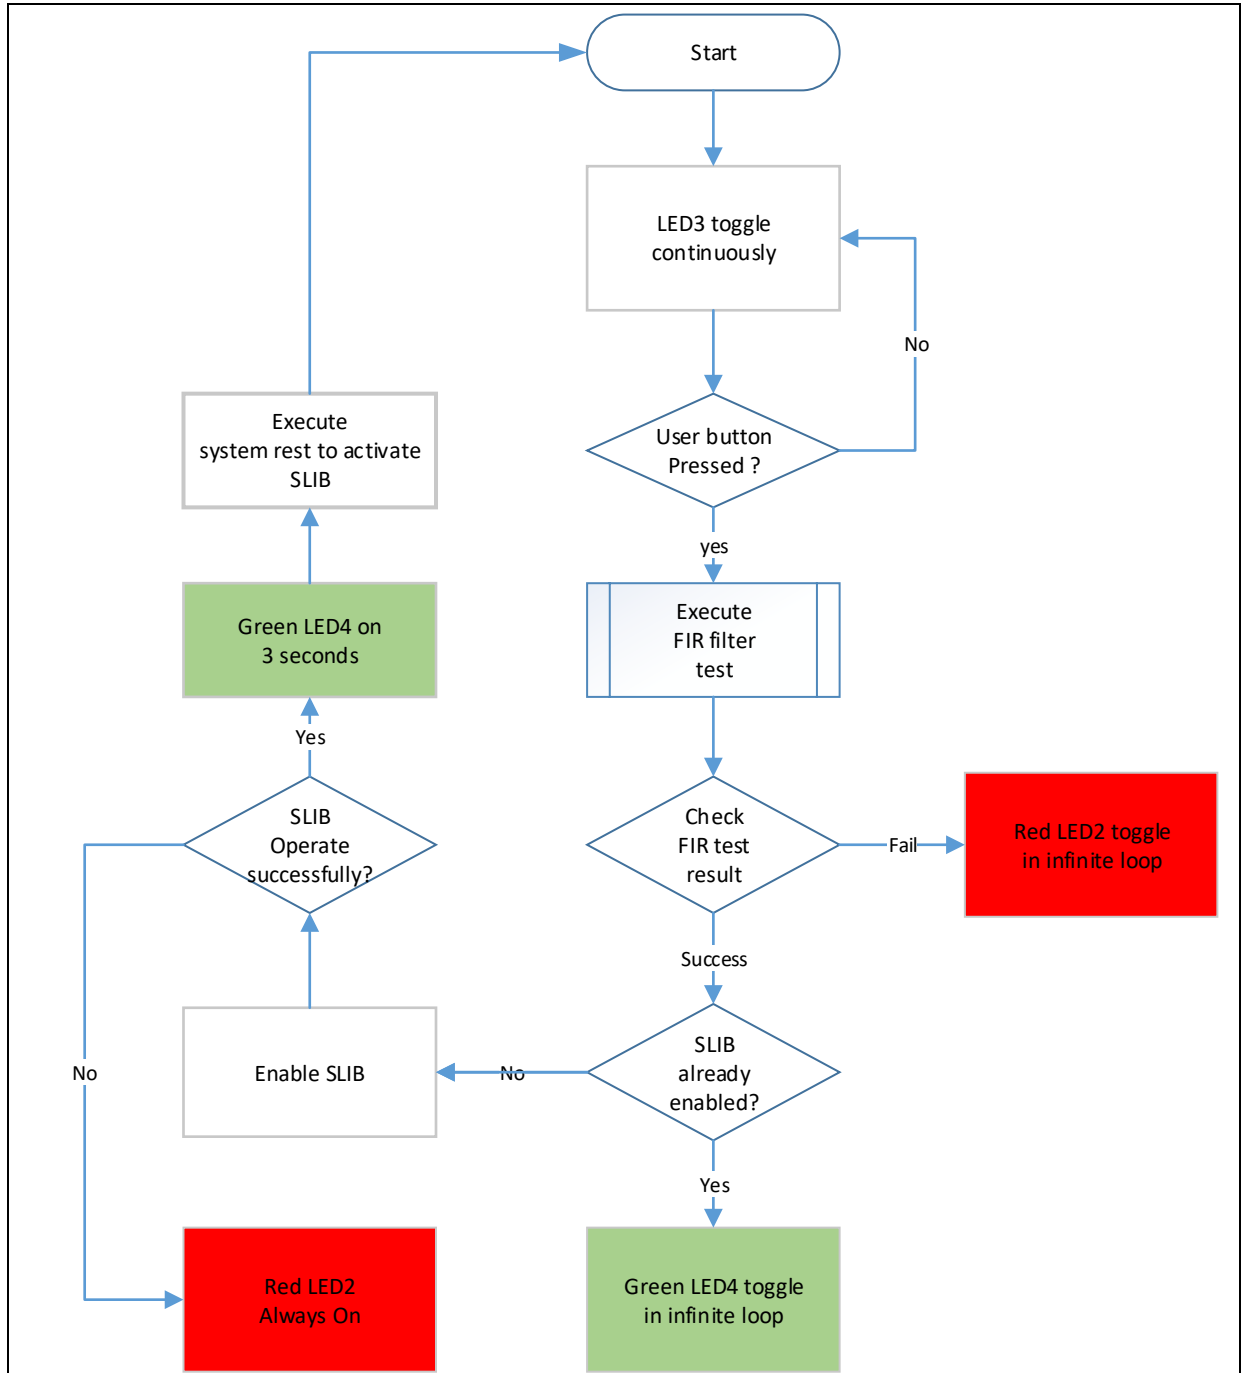 Start
LED3 toggle
continuously
No
User button
Pressed ?
yes
Execute
FIR filter
test
Check
FIR test
result
Fail
Red LED2 toggle
in infinite loop
Success
SLIB
already
enabled?
Yes
Green LED4 toggle
in infinite loop
No
Enable SLIB
SLIB
Operate
successfully?
Yes
Green LED4 on
3 seconds
Execute
system rest to activate
SLIB
No
Red LED2
Always On